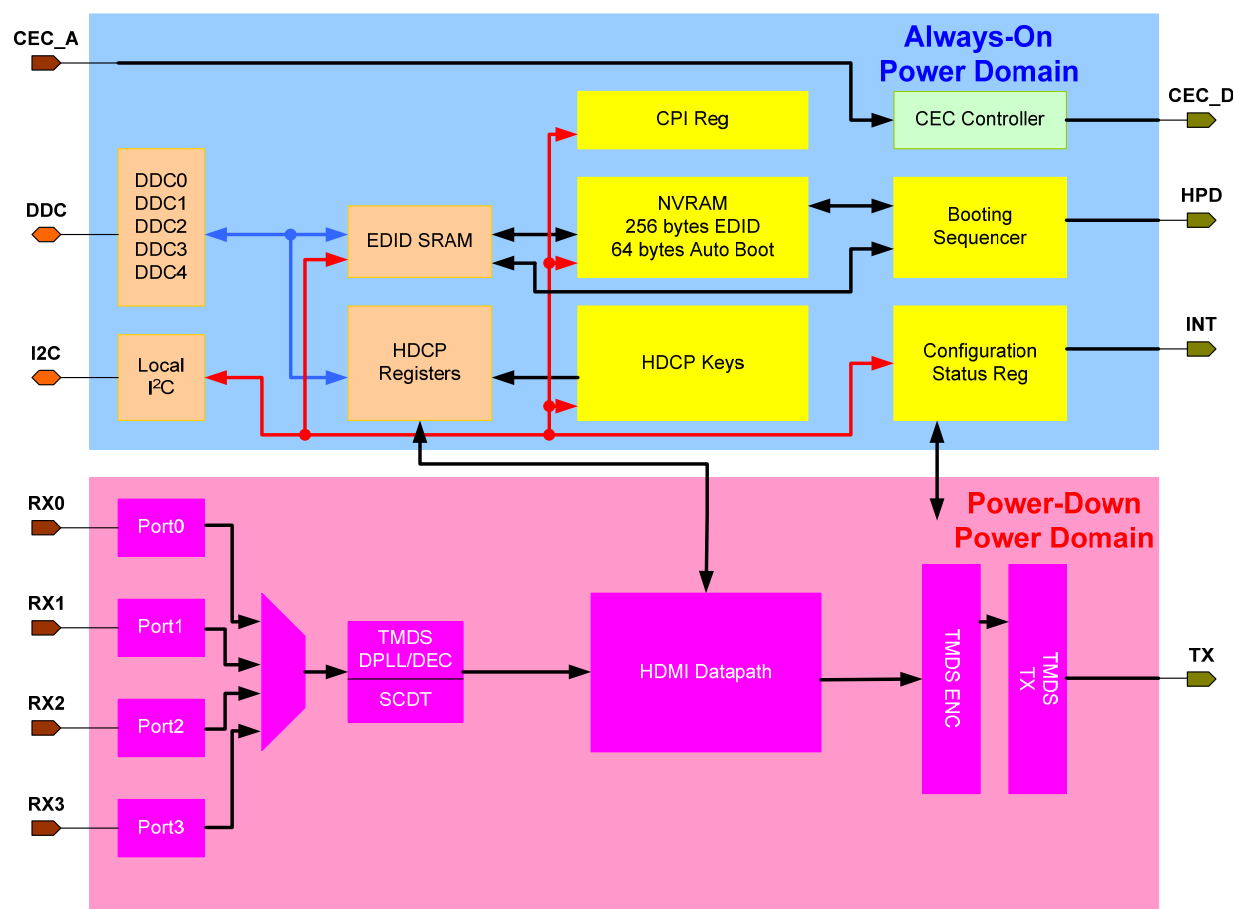 CEC_A
Always-On
Power Domain
CPI Reg
CEC Controller
CEC_D
DDC
DDC0
DDC1
DDC2
DDC3
DDC4
EDID SRAM
NVRAM
256 bytes EDID
64 bytes Auto Boot
Booting
Sequencer
HPD
I2C
Local
I²C
HDCP
Registers
HDCP Keys
Configuration
Status Reg
INT
Power-Down
Power Domain
RX0
Port0
RX1
Port1
RX2
Port2
RX3
Port3
TMDS
DPLL/DEC
SCDT
HDMI Datapath
TMDS ENC
TMDS
TX
TX